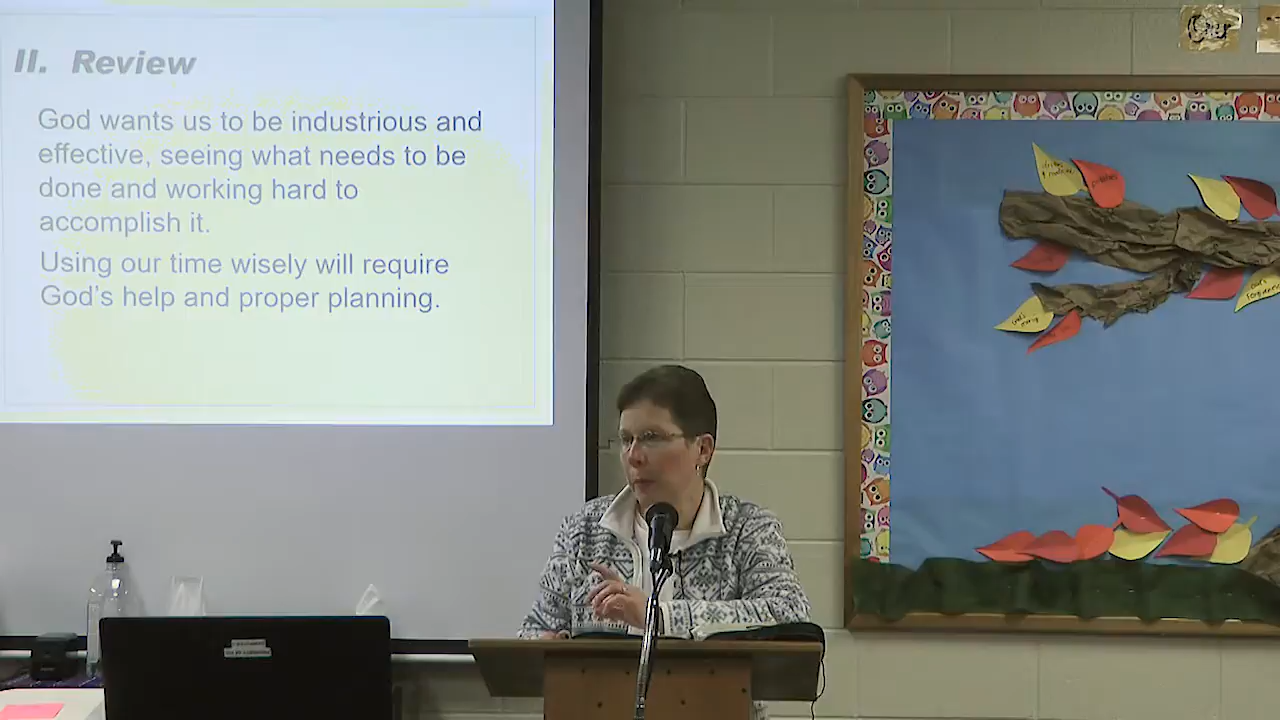 II. Review
God wants us to be industrious and
effective, seeing what needs to be
done and working hard to
accomplish it.
Using our time wisely will require
God's help and proper planning.
God's